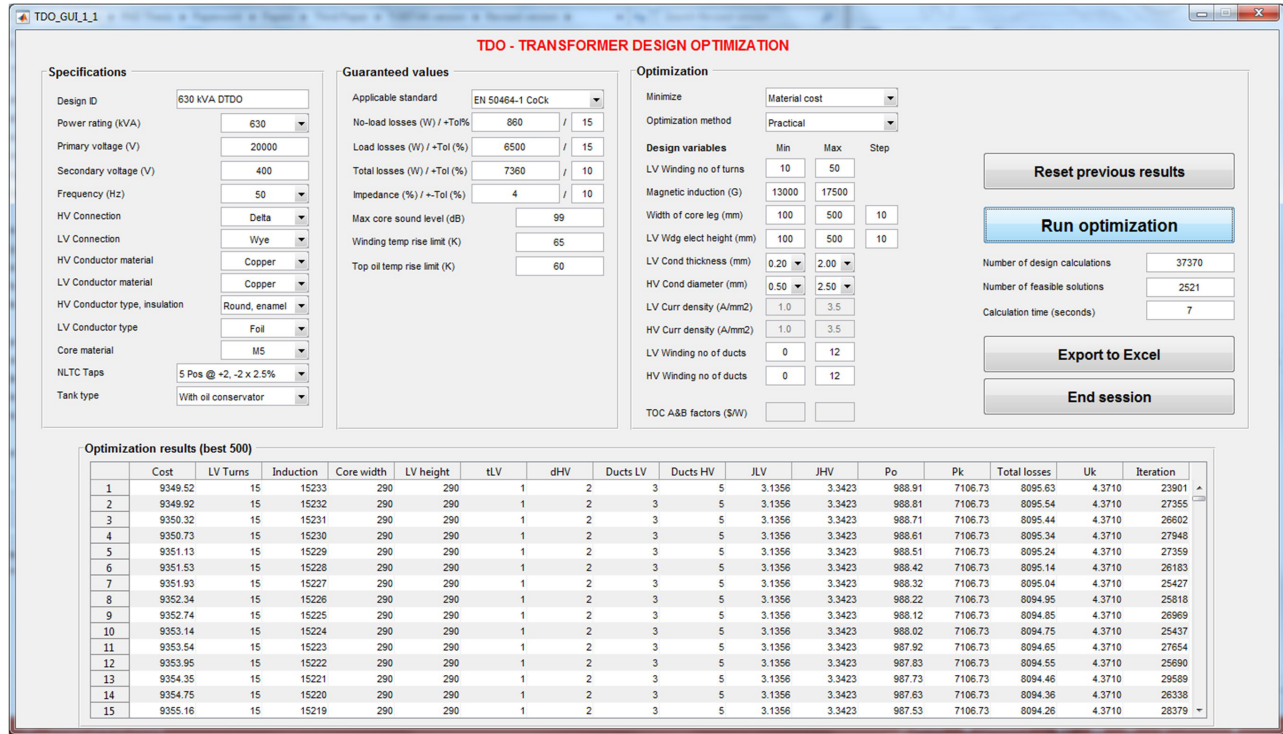 TDO_GUI_1_1
TDO - TRANSFORMER DESIGN OPTIMIZATION
Specifications
Design ID 630 kVA DTDO
Power rating (kVA) 630
Primary voltage (V) 20000
Secondary voltage (V) 400
Frequency (Hz) 50
HV Connection Delta
LV Connection Wye
HV Conductor material Copper
LV Conductor material Copper
HV Conductor type, insulation Round, enamel
LV Conductor type Foil
Core material M5
NLTC Taps 5 Pos @ +2, -2 x 2.5%
Tank type With oil conservator
Guaranteed values
Applicable standard EN 50464-1 CoCk
No-load losses (W) / +Tol% 860 / 15
Load losses (W) / +Tol (%) 6500 / 15
Total losses (W) / +Tol (%) 7360 / 10
Impedance (%) / +-Tol (%) 4 / 10
Max core sound level (dB) 99
Winding temp rise limit (K) 65
Top oil temp rise limit (K) 60
Optimization
Minimize Material cost
Optimization method Practical
Design variables Min Max Step
LV Winding no of turns 10 50
Magnetic induction (G) 13000 17500
Width of core leg (mm) 100 500 10
LV Wdg elect height (mm) 100 500 10
LV Cond thickness (mm) 0.20 2.00
HV Cond diameter (mm) 0.50 2.50
LV Curr density (A/mm2) 1.0 3.5
HV Curr density (A/mm2) 1.0 3.5
LV Winding no of ducts 0 12
HV Winding no of ducts 0 12
TOC A&B factors ($/W)
Reset previous results
Run optimization
Number of design calculations 37370
Number of feasible solutions 2521
Calculation time (seconds) 7
Export to Excel
End session
Optimization results (best 500)
Cost LV Turns Induction Core width LV height tLV dHV Ducts LV Ducts HV JLV JHV Po Pk Total losses Uk Iteration
1 9349.52 15 15233 290 290 1 2 3 5 3.1356 3.3423 988.91 7106.73 8095.63 4.3710 23901
2 9349.92 15 15232 290 290 1 2 3 5 3.1356 3.3423 988.81 7106.73 8095.54 4.3710 27355
3 9350.32 15 15231 290 290 1 2 3 5 3.1356 3.3423 988.71 7106.73 8095.44 4.3710 26602
4 9350.73 15 15230 290 290 1 2 3 5 3.1356 3.3423 988.61 7106.73 8095.34 4.3710 27948
5 9351.13 15 15229 290 290 1 2 3 5 3.1356 3.3423 988.51 7106.73 8095.24 4.3710 27359
6 9351.53 15 15228 290 290 1 2 3 5 3.1356 3.3423 988.42 7106.73 8095.14 4.3710 26183
7 9351.93 15 15227 290 290 1 2 3 5 3.1356 3.3423 988.32 7106.73 8095.04 4.3710 25427
8 9352.34 15 15226 290 290 1 2 3 5 3.1356 3.3423 988.22 7106.73 8094.95 4.3710 25818
9 9352.74 15 15225 290 290 1 2 3 5 3.1356 3.3423 988.12 7106.73 8094.85 4.3710 26969
10 9353.14 15 15224 290 290 1 2 3 5 3.1356 3.3423 988.02 7106.73 8094.75 4.3710 25437
11 9353.54 15 15223 290 290 1 2 3 5 3.1356 3.3423 987.92 7106.73 8094.65 4.3710 27654
12 9353.95 15 15222 290 290 1 2 3 5 3.1356 3.3423 987.83 7106.73 8094.55 4.3710 25690
13 9354.35 15 15221 290 290 1 2 3 5 3.1356 3.3423 987.73 7106.73 8094.46 4.3710 29589
14 9354.75 15 15220 290 290 1 2 3 5 3.1356 3.3423 987.63 7106.73 8094.36 4.3710 26338
15 9355.16 15 15219 290 290 1 2 3 5 3.1356 3.3423 987.53 7106.73 8094.26 4.3710 28379